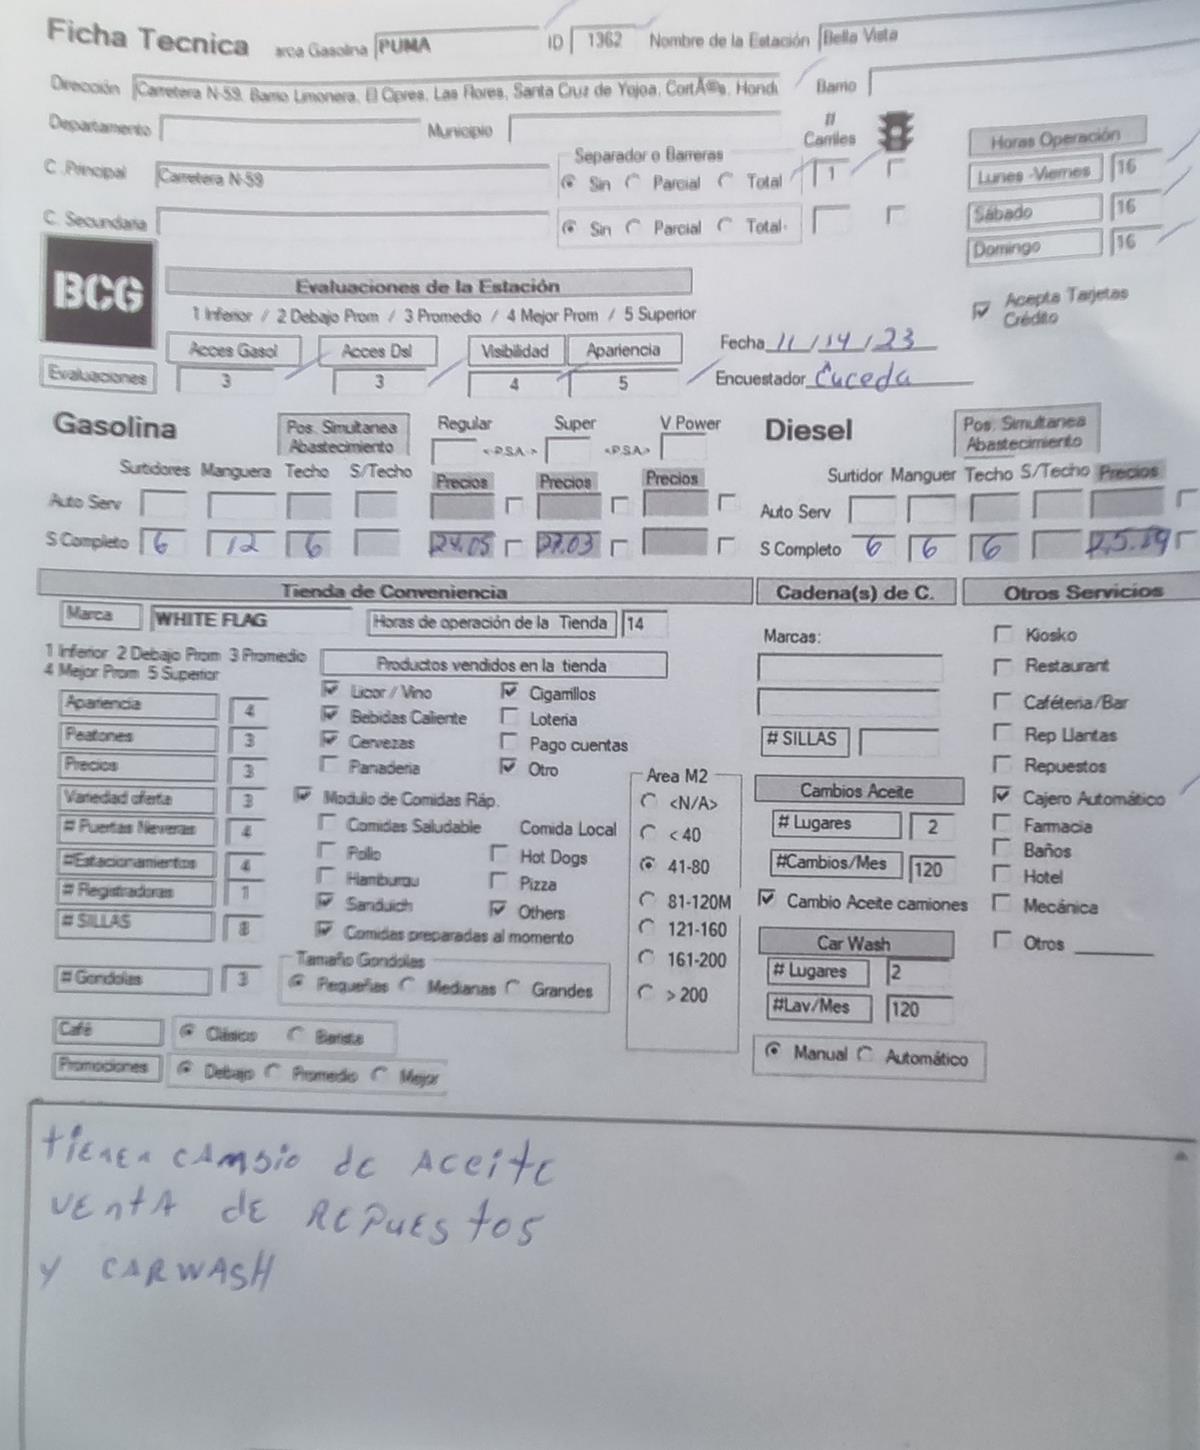 Ficha Tecnica arca Gasolina PUMA ID 1362 Nombre de la Estación Bella Vista
Dirección Carretera N-59, Barrio Limonera, El Cipres, Las Flores, Santa Cruz de Yojoa, CortÃ©s, Hondu Barrio
Departamento Municipio # Carriles
Horas Operación
C .Principal Carretera N-59 Separador o Barreras Sin Parcial Total 1 Lunes -Viernes 16
C. Secundaria Sin Parcial Total Sábado 16
Domingo 16
BCG Evaluaciones de la Estación
1 Inferior / 2 Debajo Prom / 3 Promedio / 4 Mejor Prom / 5 Superior Acepta Tarjetas Crédito
Acces Gasol Acces Dsl Visibilidad Apariencia Fecha 11/14/23
Evaluaciones 3 3 4 5 Encuestador
Gasolina Pos. Simultanea Abastecimiento Regular Super V Power Diesel Pos. Simultanea Abastecimiento
<-P.S.A.-> <P.S.A>
Surtidores Manguera Techo S/Techo Precios Precios Precios Surtidor Manguer Techo S/Techo Precios
Auto Serv Auto Serv
S Completo 6 12 6 24.05 27.03 S Completo 6 6 6
Tienda de Conveniencia Cadena(s) de C. Otros Servicios
Marca WHITE FLAG Horas de operación de la Tienda 14 Marcas: Kiosko
1 Inferior 2 Debajo Prom 3 Promedio
4 Mejor Prom 5 Superior
Productos vendidos en la tienda Restaurant
Apariencia 4 Licor / Vino Cigarrillos Caféteria/Bar
Peatones 3 Bebidas Caliente Loteria # SILLAS Rep Llantas
Precios 3 Cervezas Pago cuentas Repuestos
Panaderia Otro Area M2 Cambios Aceite
Variedad oferta 3 Modulo de Comidas Ráp. <N/A> Cajero Automático
# Puertas Neveras 4 Comidas Saludable Comida Local < 40 # Lugares 2 Farmacia
#Estacionamientos 4 Pollo Hot Dogs 41-80 #Cambios/Mes 120 Baños
# Registradoras 1 Hamburgu Pizza Hotel
# SILLAS 8 Sanduich Others 81-120M Cambio Aceite camiones Mecánica
Comidas preparadas al momento 121-160 Car Wash Otros
# Gondolas 3 Tamaño Gondolas 161-200 # Lugares 2
Pequeñas Medianas Grandes > 200 #Lav/Mes 120
Café Clásico Barista Manual Automático
Promociones Debajo Promedio Mejor
tienen cambio de Aceite
venta de Repuestos
y CARWASH